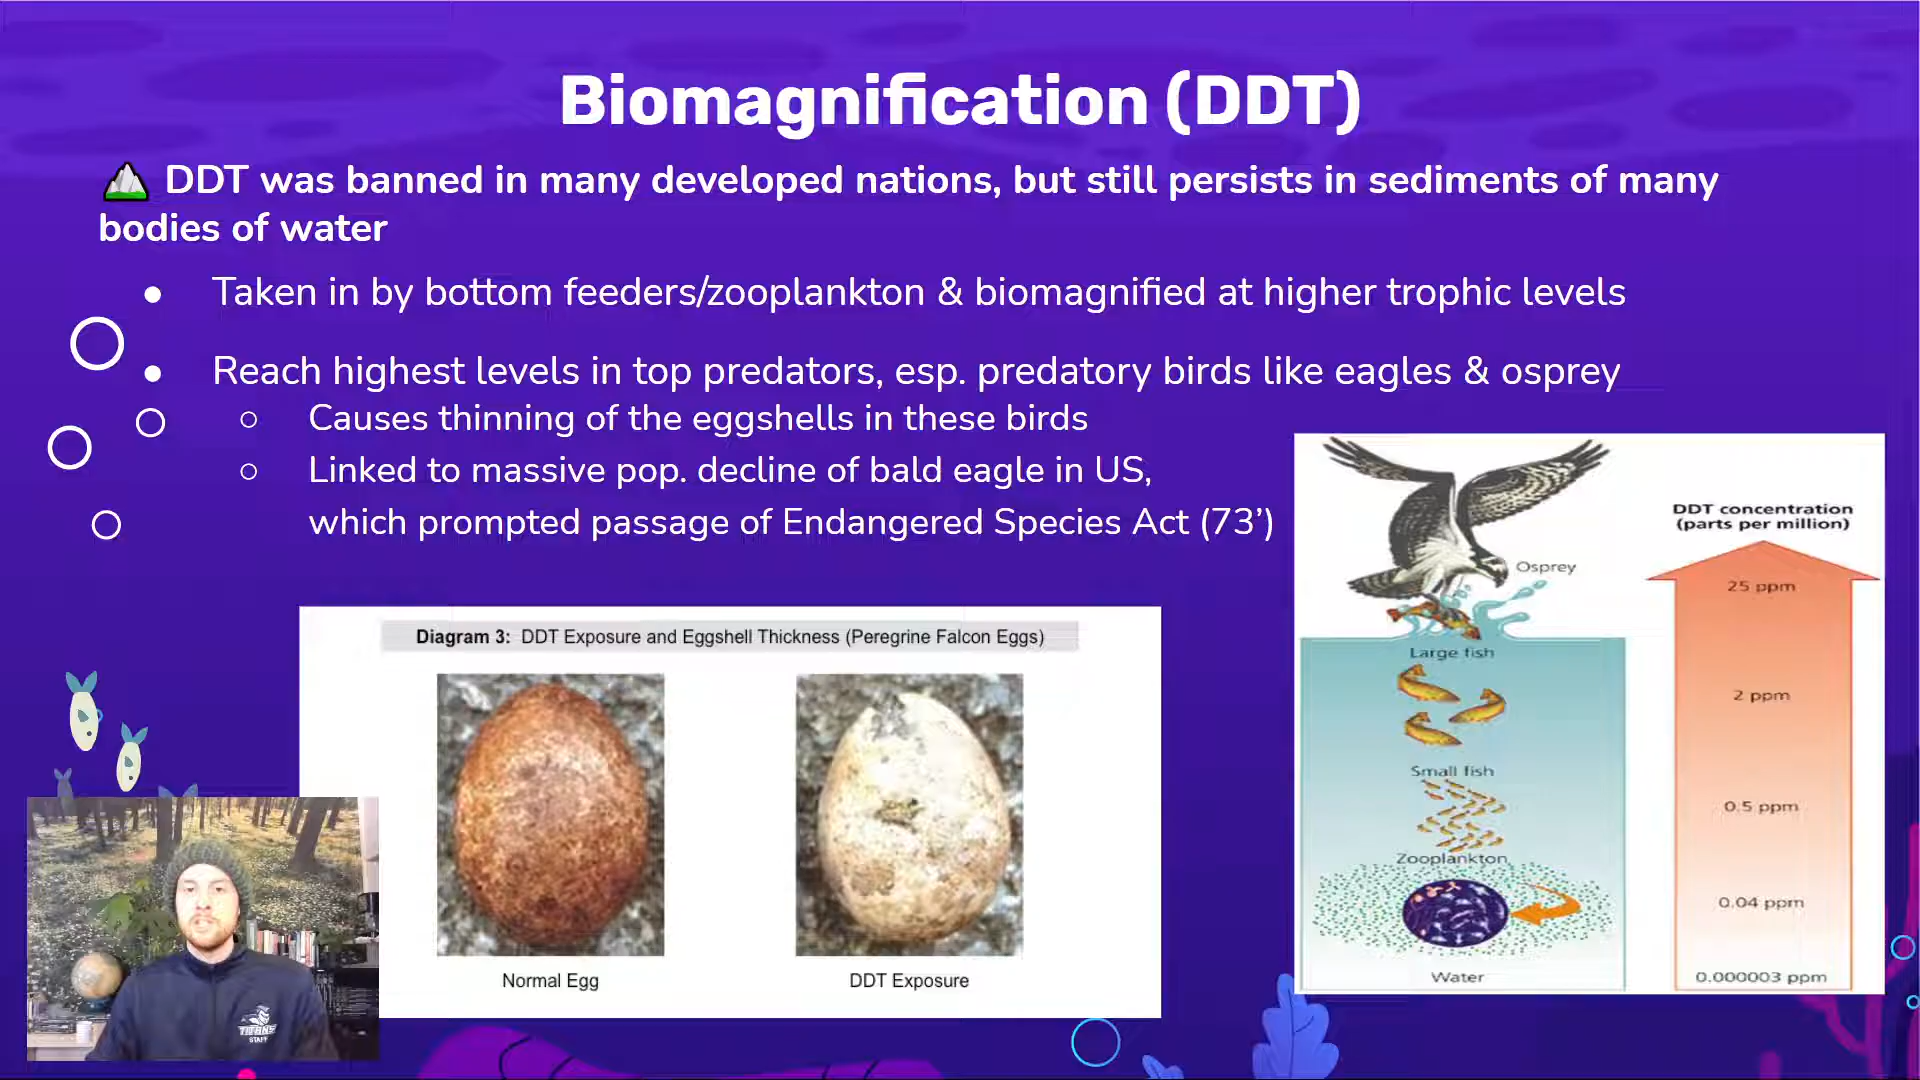 Biomagnification (DDT)
DDT was banned in many developed nations, but still persists in sediments of many
bodies of water
● Taken in by bottom feeders/zooplankton & biomagnified at higher trophic levels
● Reach highest levels in top predators, esp. predatory birds like eagles & osprey
○ Causes thinning of the eggshells in these birds
○ Linked to massive pop. decline of bald eagle in US,
which prompted passage of Endangered Species Act (73’)
Diagram 3: DDT Exposure and Eggshell Thickness (Peregrine Falcon Eggs)
Normal Egg
DDT Exposure
DDT concentration
(parts per million)
Osprey
25 ppm
Large fish
2 ppm
Small fish
0.5 ppm
Zooplankton
0.04 ppm
Water
0.000003 ppm
TITANS
STAFF